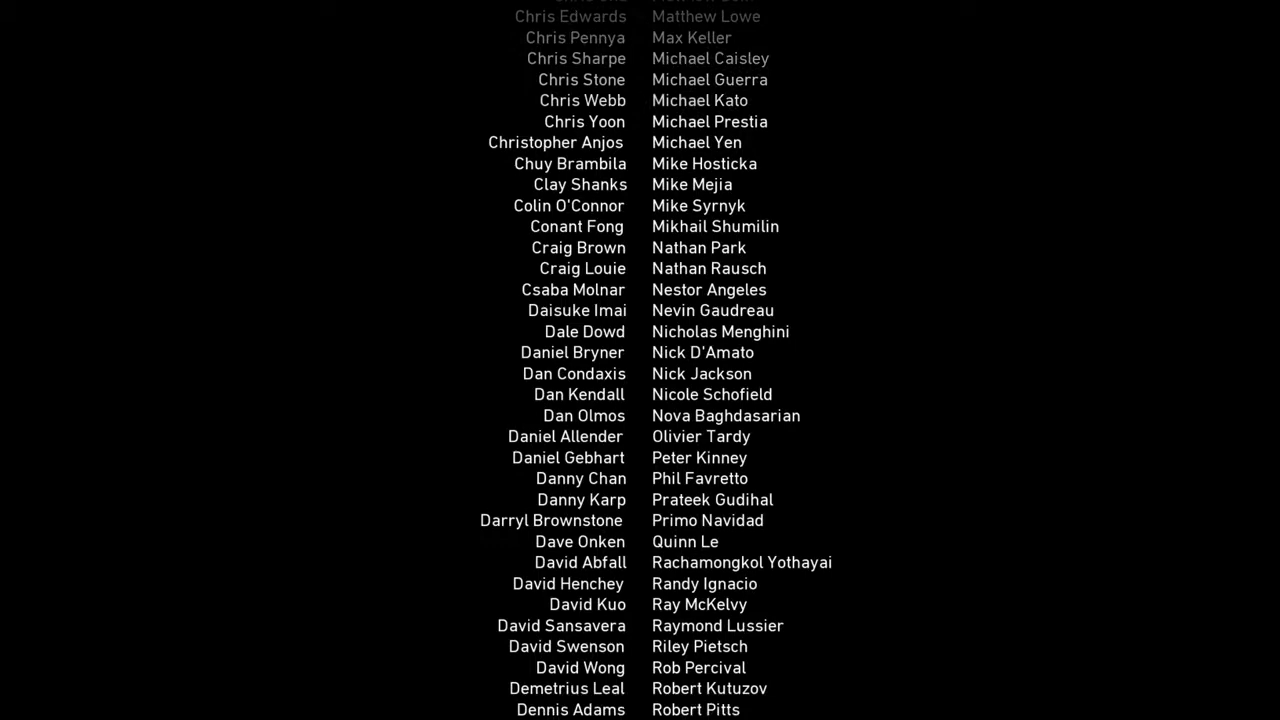 Chris Edwards Matthew Lowe
Chris Pennya Max Keller
Chris Sharpe Michael Caisley
Chris Stone Michael Guerra
Chris Webb Michael Kato
Chris Yoon Michael Prestia
Christopher Anjos Michael Yen
Chuy Brambila Mike Hosticka
Clay Shanks Mike Mejia
Colin O'Connor Mike Syrnyk
Conant Fong Mikhail Shumilin
Craig Brown Nathan Park
Craig Louie Nathan Rausch
Csaba Molnar Nestor Angeles
Daisuke Imai Nevin Gaudreau
Dale Dowd Nicholas Menghini
Daniel Bryner Nick D'Amato
Dan Condaxis Nick Jackson
Dan Kendall Nicole Schofield
Dan Olmos Nova Baghdasarian
Daniel Allender Olivier Tardy
Daniel Gebhart Peter Kinney
Danny Chan Phil Favretto
Danny Karp Prateek Gudihal
Darryl Brownstone Primo Navidad
Dave Onken Quinn Le
David Abfall Rachamongkol Yothayai
David Henchey Randy Ignacio
David Kuo Ray McKelvy
David Sansavera Raymond Lussier
David Swenson Riley Pietsch
David Wong Rob Percival
Demetrius Leal Robert Kutuzov
Dennis Adams Robert Pitts